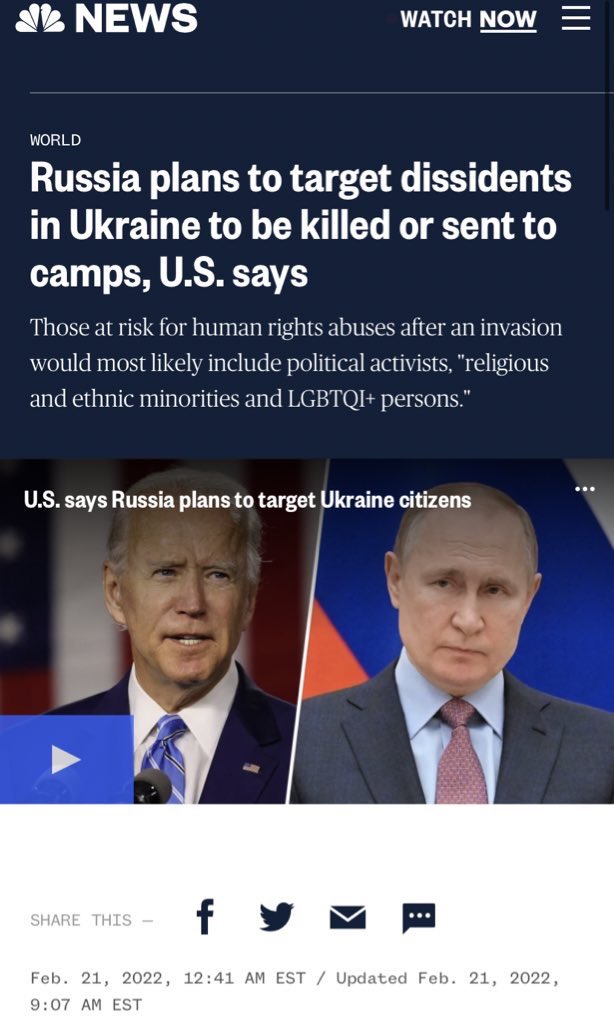 NEWS
WATCH NOW
WORLD
Russia plans to target dissidents
in Ukraine to be killed or sent to
camps, U.S. says
Those at risk for human rights abuses after an invasion
would most likely include political activists, "religious
and ethnic minorities and LGBTQI+ persons."
U.S. says Russia plans to target Ukraine citizens
SHARE THIS —
Feb. 21, 2022, 12:41 AM EST / Updated Feb. 21, 2022,
9:07 AM EST